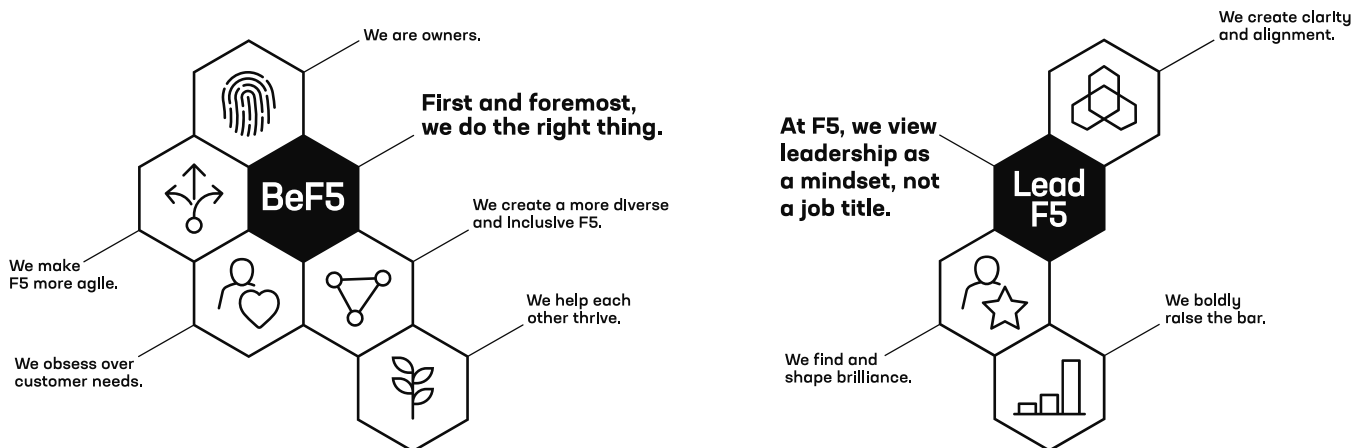 We are owners.
First and foremost,
we do the right thing.
BeF5
We create a more diverse
and inclusive F5.
We make
F5 more agile.
We help each
other thrive.
We obsess over
customer needs.
We create clarity
and alignment.
At F5, we view
leadership as
a mindset, not
a job title.
Lead
F5
We boldly
raise the bar.
We find and
shape brilliance.